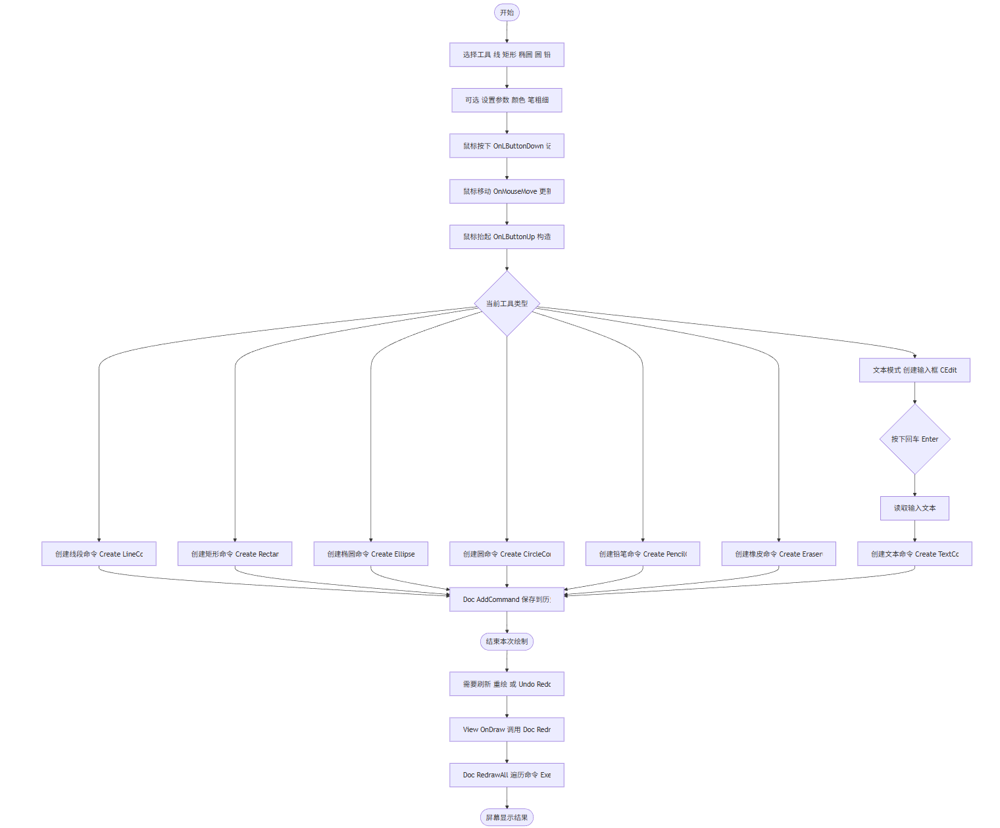 开始
选择工具 线 矩形 椭圆 圆 铅
可选 设置参数 颜色 笔粗细
鼠标按下 OnLButtonDown 记
鼠标移动 OnMouseMove 更新
鼠标抬起 OnLButtonUp 构造
当前工具类型
文本模式 创建输入框 CEdit
按下回车 Enter
读取输入文本
创建线段命令 Create LineCo
创建矩形命令 Create Rectan
创建椭圆命令 Create Ellipse
创建圆命令 Create CircleCo
创建铅笔命令 Create Pencil
创建橡皮命令 Create Eraser
创建文本命令 Create TextCo
Doc AddCommand 保存到历
结束本次绘制
需要刷新 重绘 或 Undo Redo
View OnDraw 调用 Doc Redr
Doc RedrawAll 遍历命令 Exe
屏幕显示结果